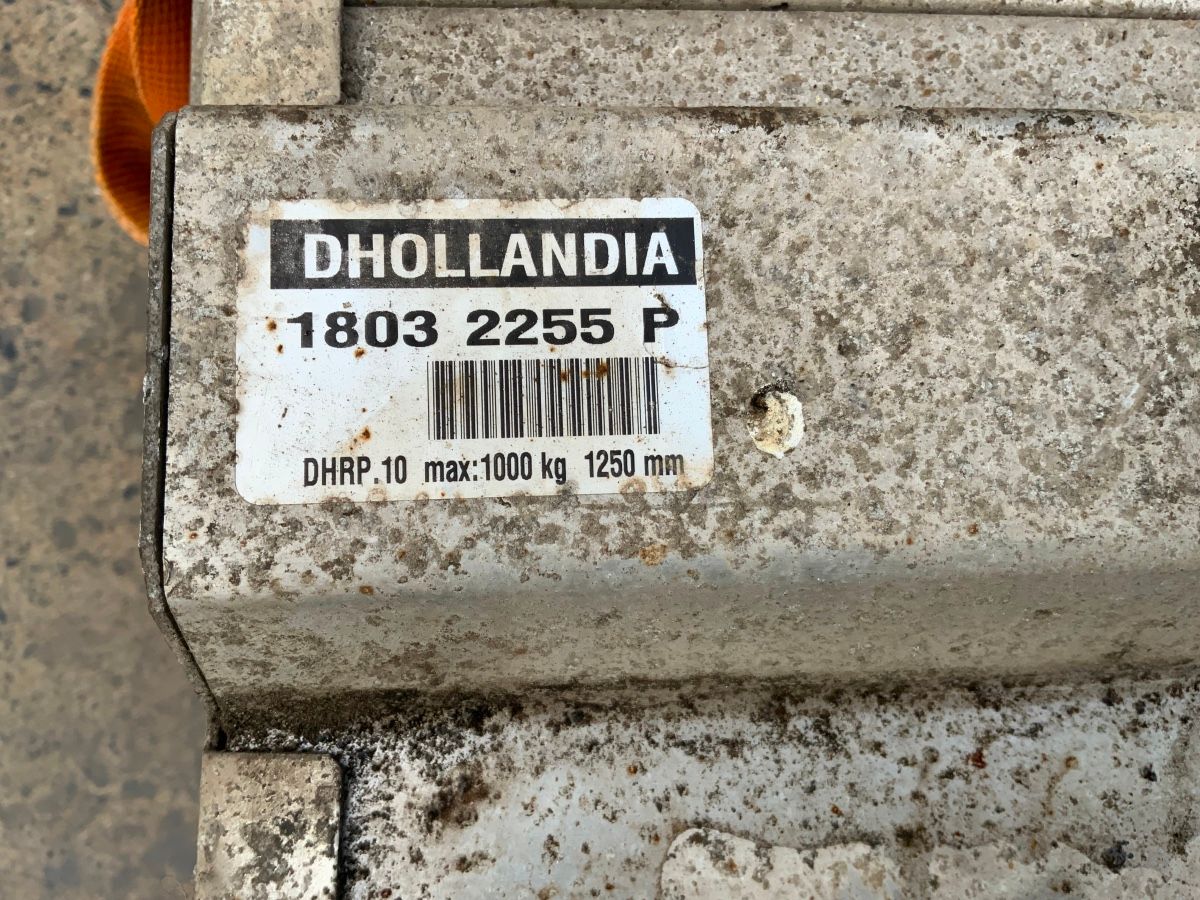 DHOLLANDIA
1803 2255 P
DHRP.10 max:1000 kg 1250 mm